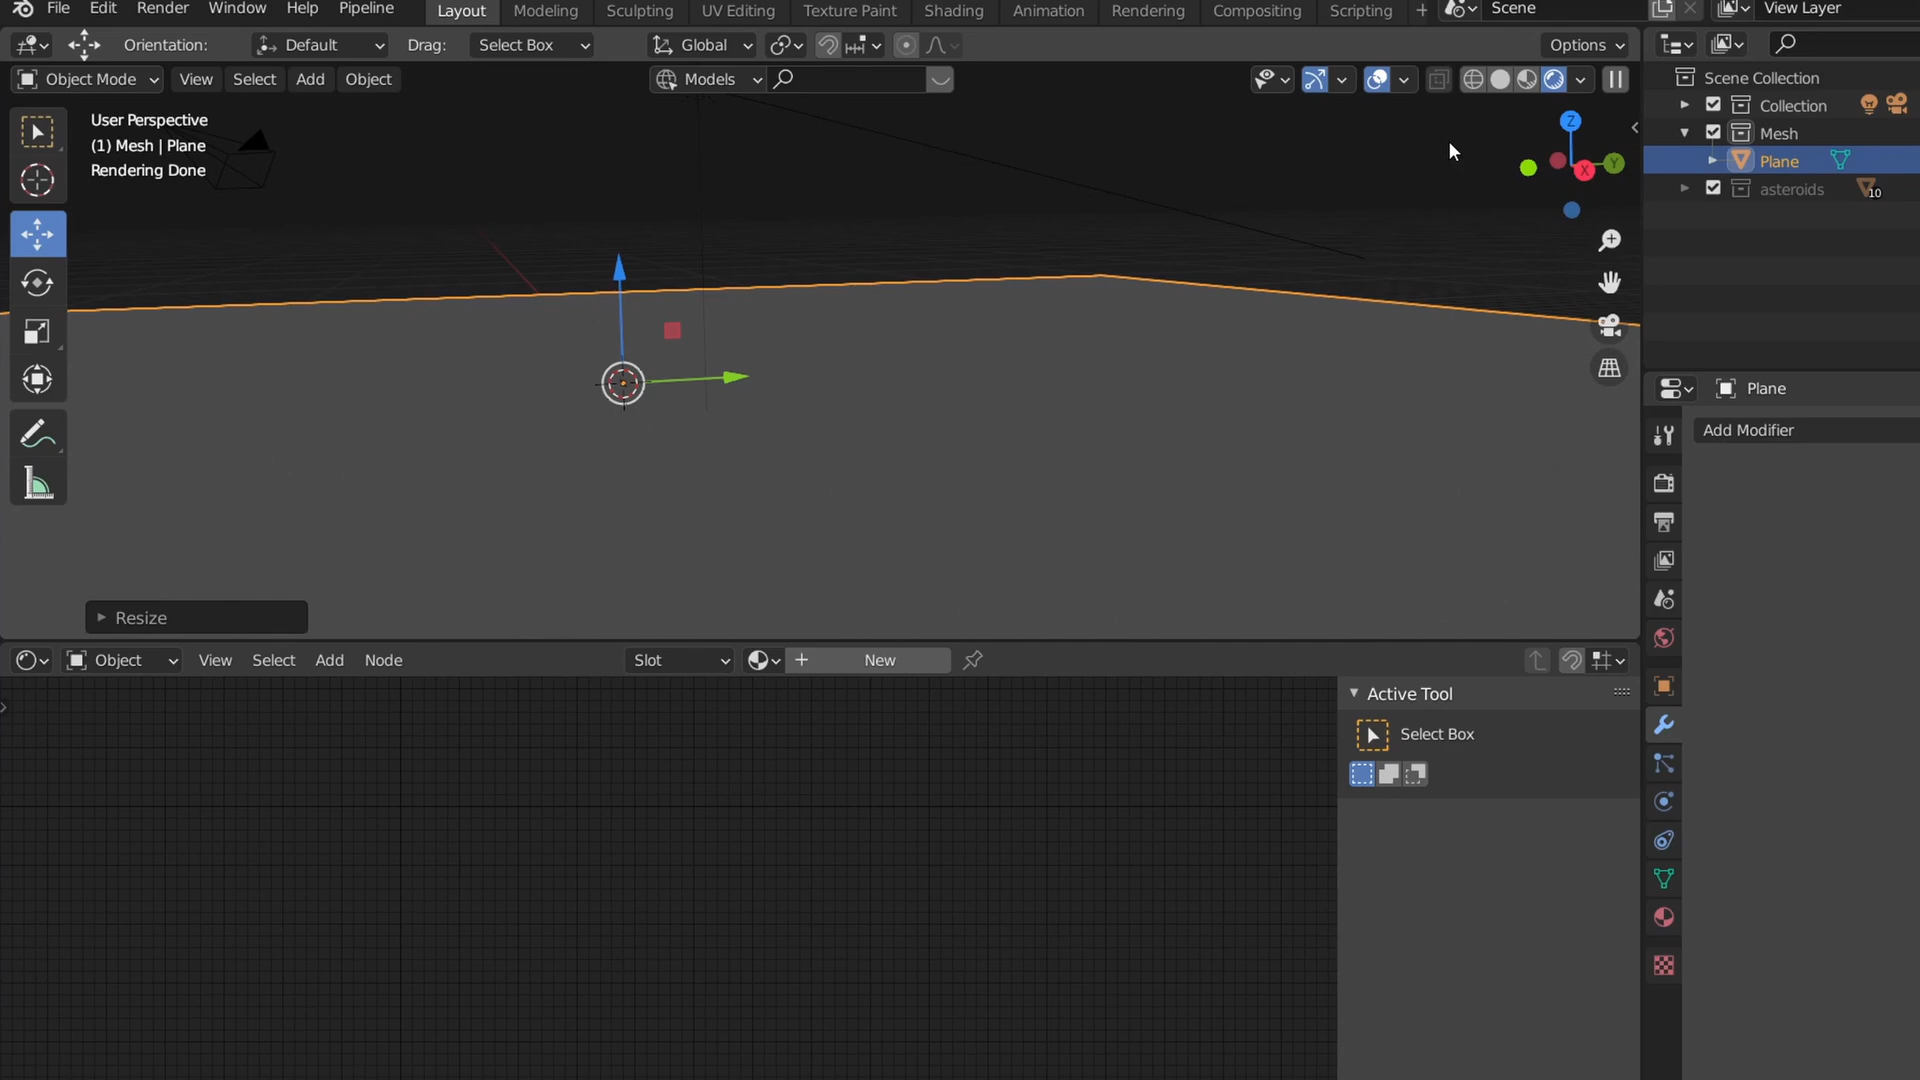 File Edit Render Window Help Pipeline Layout Modeling Sculpting UV Editing Texture Paint Shading Animation Rendering Compositing Scripting + Scene View Layer
Orientation: Default Drag: Select Box Global Options
Object Mode View Select Add Object Models
Scene Collection
Collection
Mesh
Plane
asteroids 10
User Perspective
(1) Mesh | Plane
Rendering Done
Z
X
Y
Plane
Add Modifier
Resize
Object View Select Add Node Slot + New
Active Tool
Select Box